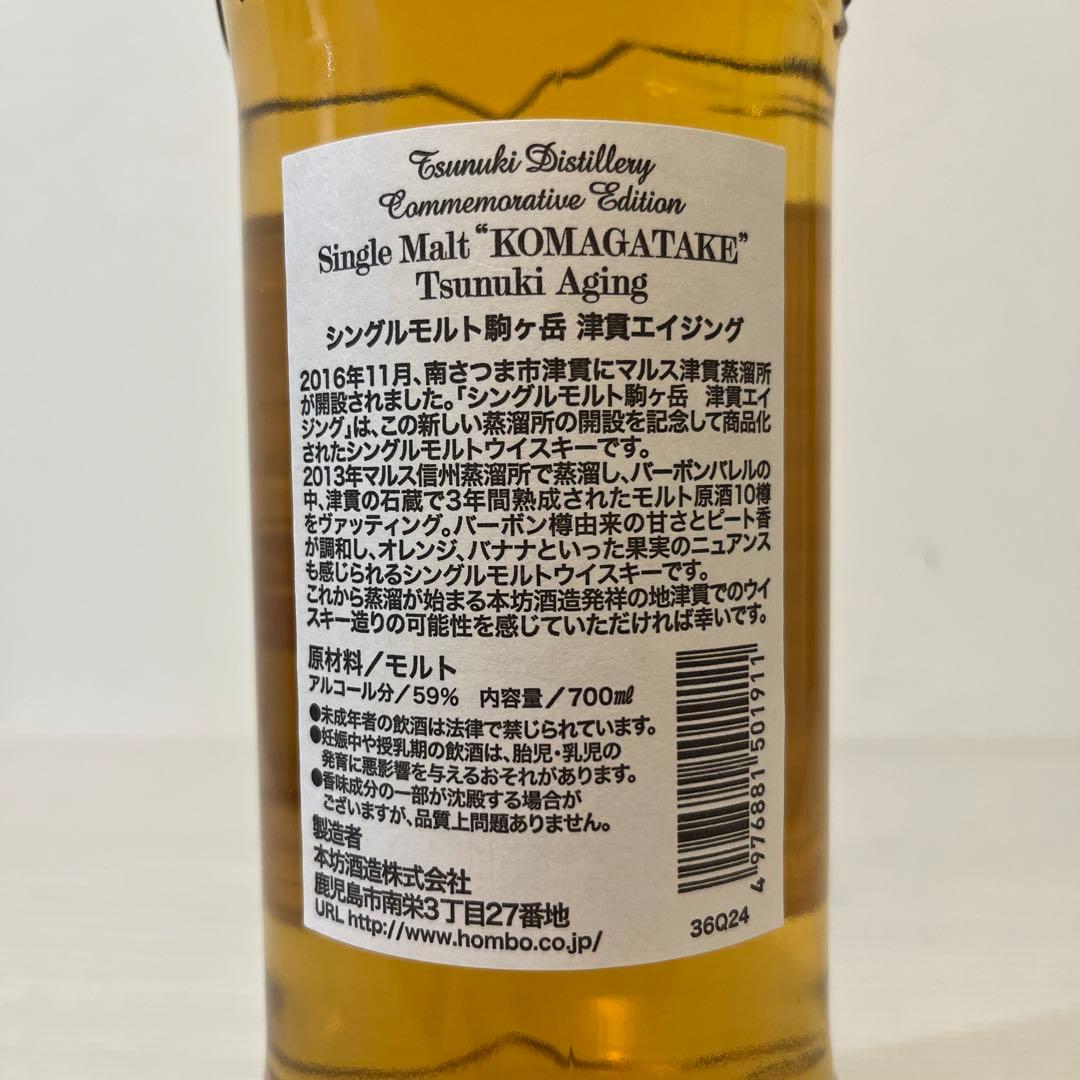 Tsunuki Distillery
Commemorative Edition
Single Malt “KOMAGATAKE”
Tsunuki Aging
シングルモルト駒ヶ岳 津貫エイジング
2016年11月、南さつま市津貫にマルス津貫蒸溜所
が開設されました。「シングルモルト駒ヶ岳 津貫エイ
ジング」は、この新しい蒸溜所の開設を記念して商品化
されたシングルモルトウイスキーです。
2013年マルス信州蒸溜所で蒸溜し、バーボンバレルの
中、津貫の石蔵で3年間熟成されたモルト原酒10樽
をヴァッティング。バーボン樽由来の甘さとピート香
が調和し、オレンジ、バナナといった果実のニュアンス
も感じられるシングルモルトウイスキーです。
これから蒸溜が始まる本坊酒造発祥の地津貫でのウイ
スキー造りの可能性を感じていただければ幸いです。
原材料/モルト
アルコール分/59% 内容量/700㎖
●未成年者の飲酒は法律で禁じられています。
●妊娠中や授乳期の飲酒は、胎児・乳児の
発育に悪影響を与えるおそれがあります。
●香味成分の一部が沈殿する場合が
ございますが、品質上問題ありません。
製造者
本坊酒造株式会社
鹿児島市南栄3丁目27番地
URL http://www.hombo.co.jp/
4976881501911
36Q24